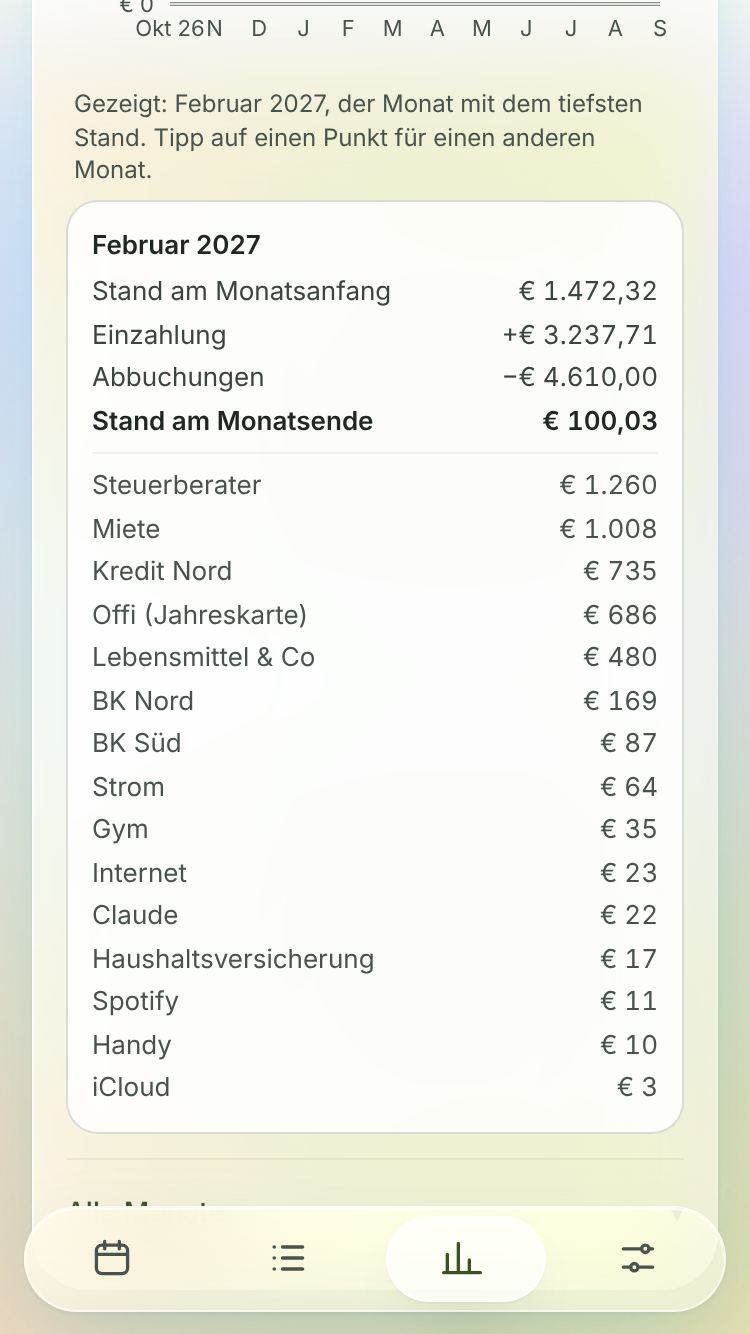 € 0
Okt 26 N D J F M A M J J A S
Gezeigt: Februar 2027, der Monat mit dem tiefsten
Stand. Tipp auf einen Punkt für einen anderen
Monat.
Februar 2027
Stand am Monatsanfang € 1.472,32
Einzahlung +€ 3.237,71
Abbuchungen −€ 4.610,00
Stand am Monatsende € 100,03
Steuerberater € 1.260
Miete € 1.008
Kredit Nord € 735
Offi (Jahreskarte) € 686
Lebensmittel & Co € 480
BK Nord € 169
BK Süd € 87
Strom € 64
Gym € 35
Internet € 23
Claude € 22
Haushaltsversicherung € 17
Spotify € 11
Handy € 10
iCloud € 3